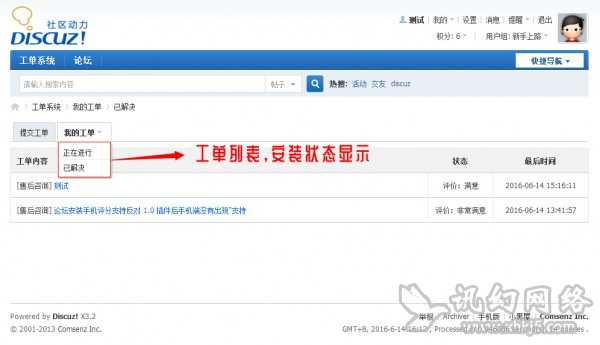 社区动力
DISCUZ!
测试 | 我的 | 设置 | 消息 | 提醒 | 退出
积分: 6 | 用户组: 新手上路
工单系统 论坛 快捷导航
请输入搜索内容 帖子 热搜: 活动 交友 discuz
工单系统 › 我的工单 › 已解决
提交工单 我的工单
正在进行
已解决
工单列表,安装状态显示
工单内容 状态 最后时间
[售后咨询] 测试 评价: 满意 2016-06-14 15:16:11
[售后咨询] 论坛安装手机评分支持反对 1.0 插件后手机端没有出现"支持 评价: 非常满意 2016-06-14 13:41:57
讯幻网络
Powered by Discuz! X3.2
举报 | Archiver | 手机版 | 小黑屋 | Comsenz Inc.
© 2001-2013 Comsenz Inc.
GMT+8, 2016-6-14 16:12, Processed in queries .